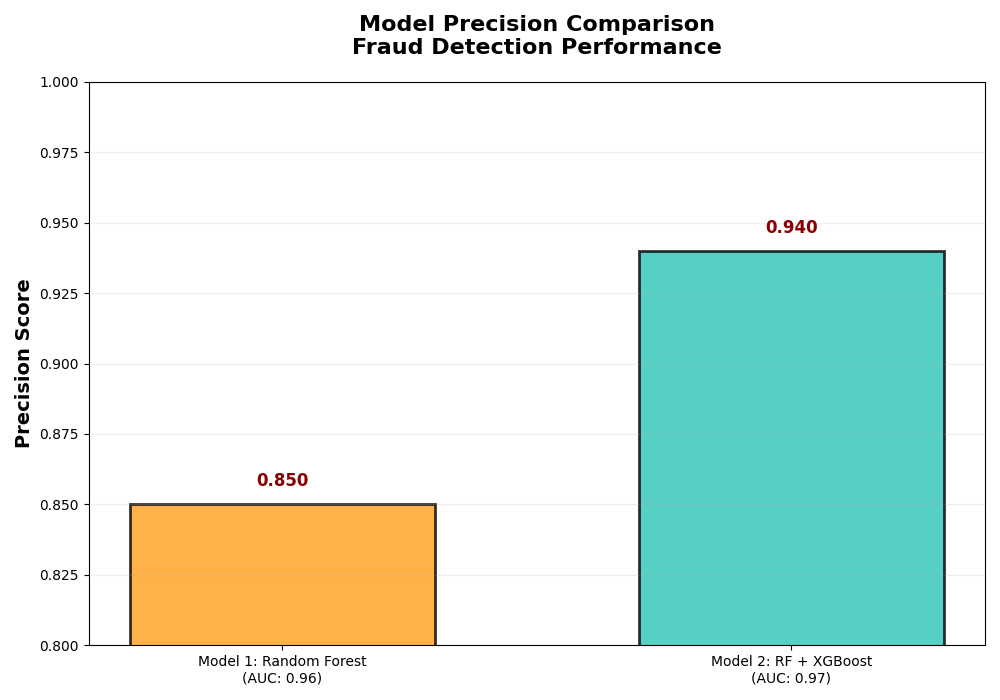 Model Precision Comparison
Fraud Detection Performance
Precision Score
1.000
0.975
0.950
0.925
0.900
0.875
0.850
0.825
0.800
0.850
0.940
Model 1: Random Forest
(AUC: 0.96)
Model 2: RF + XGBoost
(AUC: 0.97)